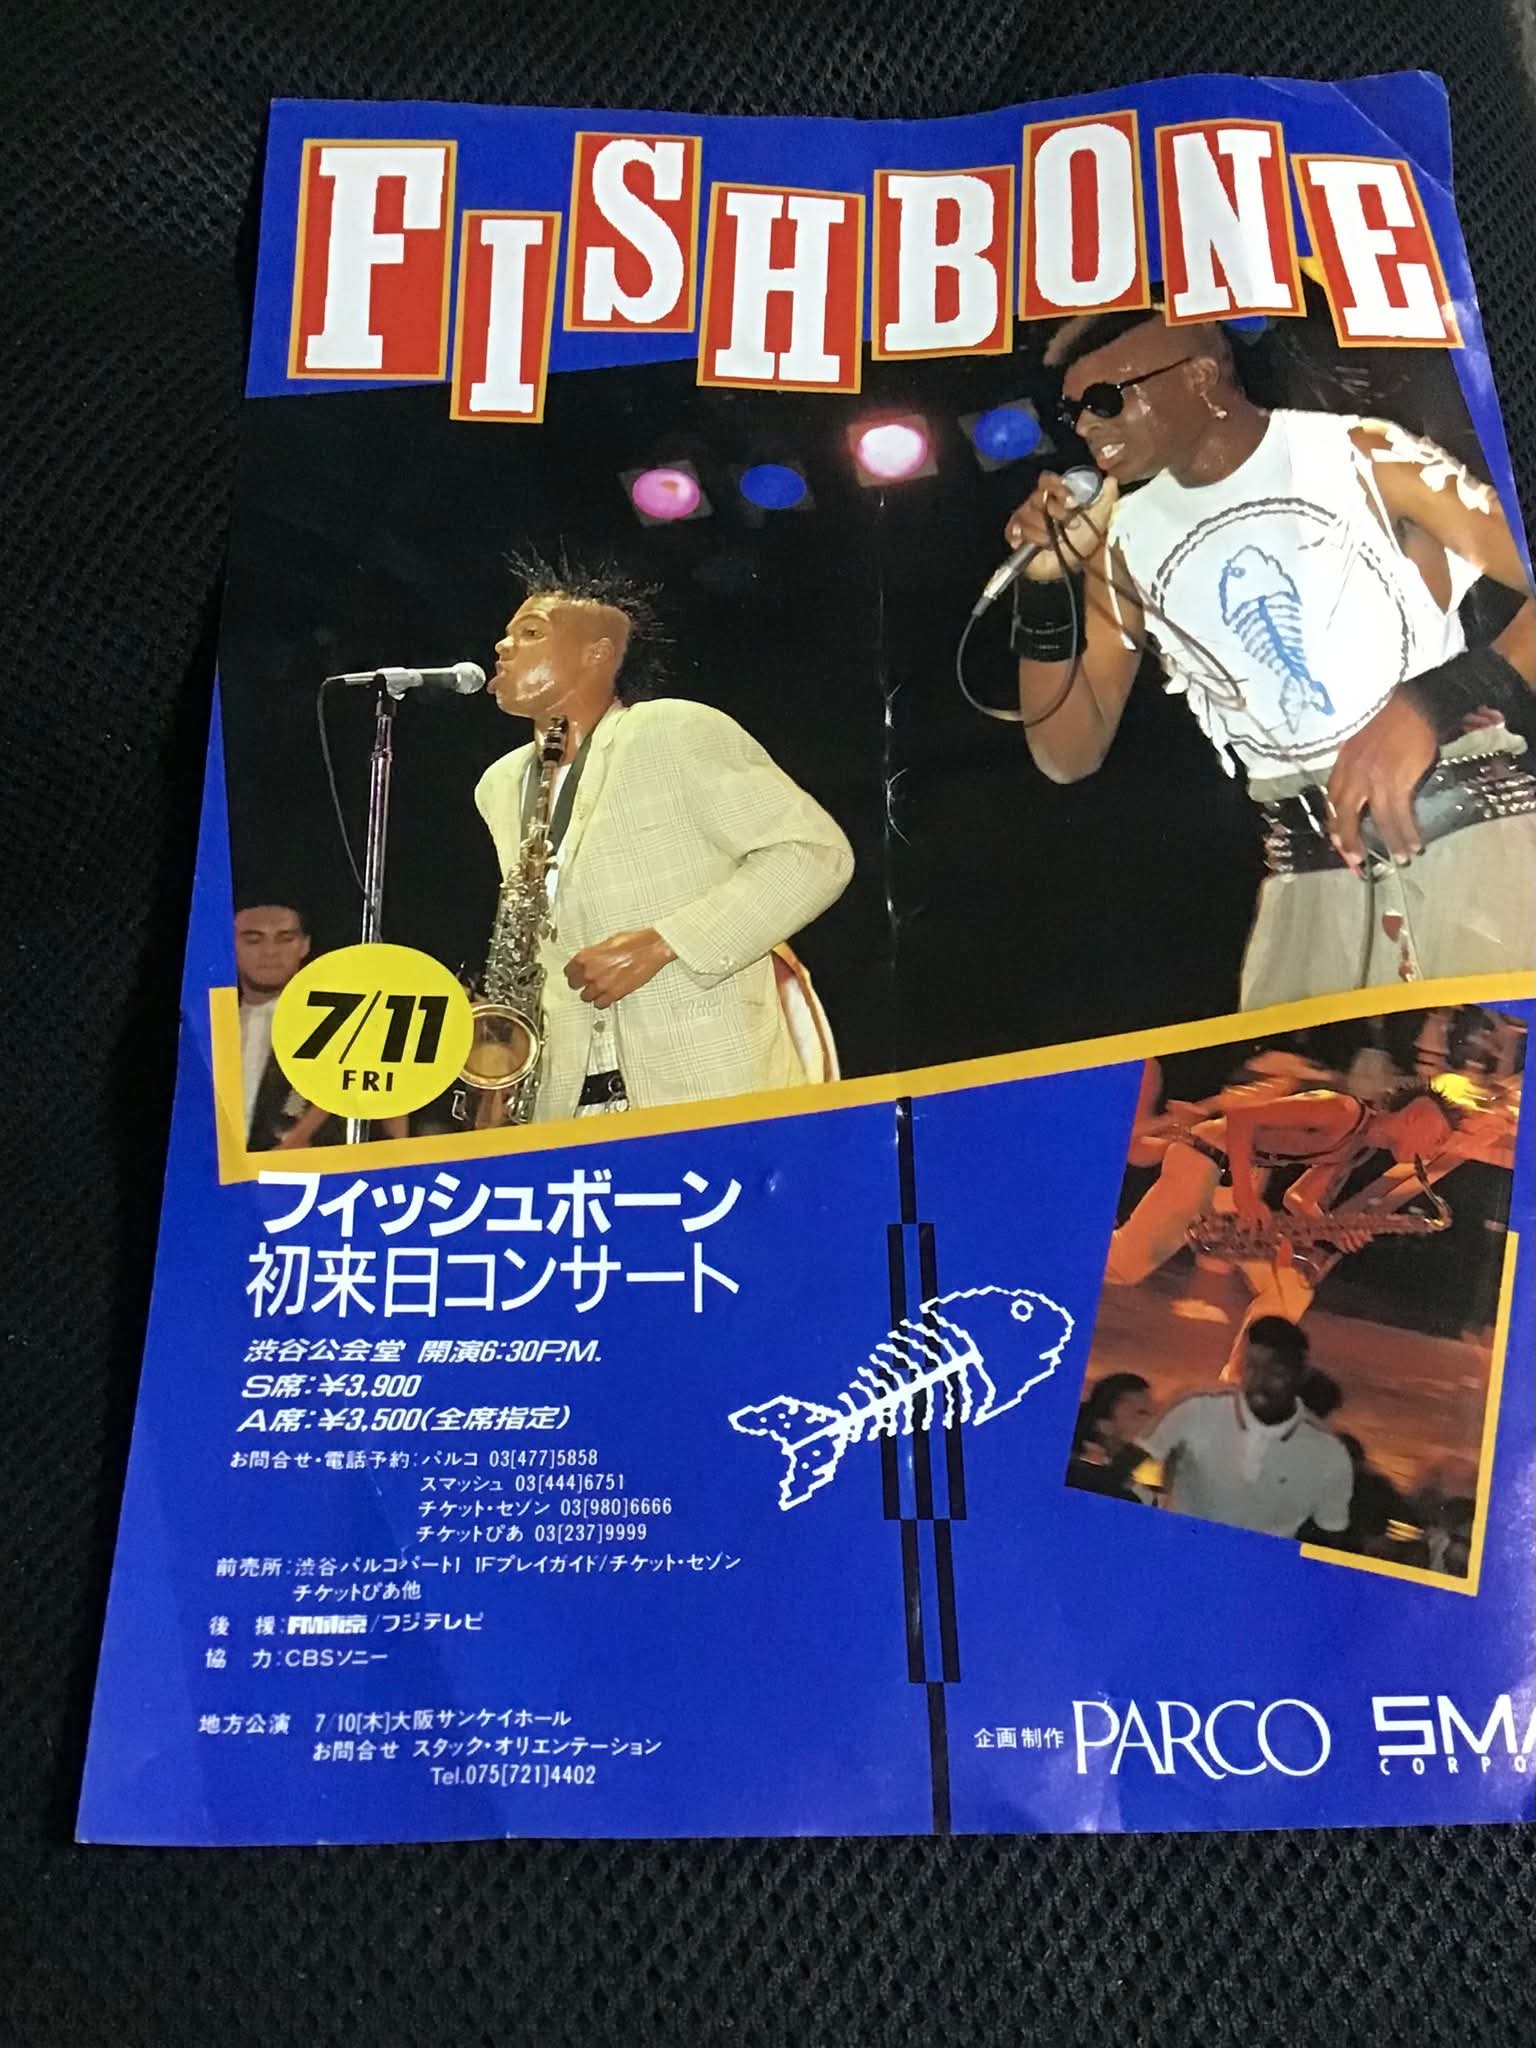 FISHBONE
7/11
FRI
フィッシュボーン
初来日コンサート
渋谷公会堂 開演6:30P.M.
S席:¥3,900
A席:¥3,500(全席指定)
お問合せ・電話予約:パルコ 03[477]5858
スマッシュ 03[444]6751
チケット・セゾン 03[980]6666
チケットぴあ 03[237]9999
前売所:渋谷パルコパートI IFプレイガイド/チケット・セゾン
チケットぴあ他
後 援:FM東京/フジテレビ
協 力:CBSソニー
地方公演 7/10[木]大阪サンケイホール
お問合せ スタック・オリエンテーション
Tel.075[721]4402
企画制作 PARCO SMA
CORPO